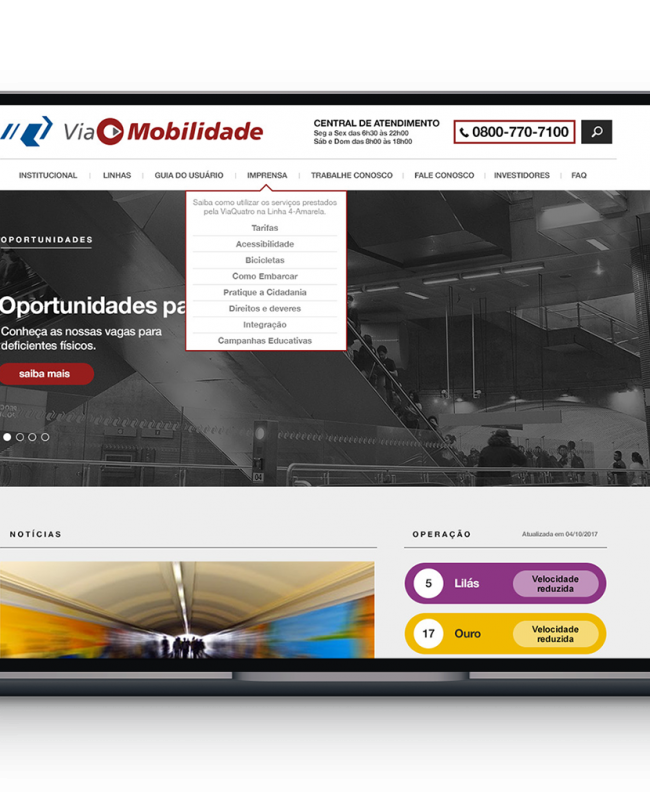 ViaMobilidade
CENTRAL DE ATENDIMENTO
Seg a Sex das 6h30 às 22h00
Sáb e Dom das 8h00 às 18h00
0800-770-7100
INSTITUCIONAL
LINHAS
GUIA DO USUÁRIO
IMPRENSA
TRABALHE CONOSCO
FALE CONOSCO
INVESTIDORES
FAQ
Saiba como utilizar os serviços prestados
pela ViaQuatro na Linha 4-Amarela.
Tarifas
Acessibilidade
Bicicletas
Como Embarcar
Pratique a Cidadania
Direitos e deveres
Integração
Campanhas Educativas
OPORTUNIDADES
Oportunidades pa
Conheça as nossas vagas para
deficientes físicos.
saiba mais
04
NOTÍCIAS
OPERAÇÃO
Atualizada em 04/10/2017
5 Lilás
Velocidade
reduzida
17 Ouro
Velocidade
reduzida